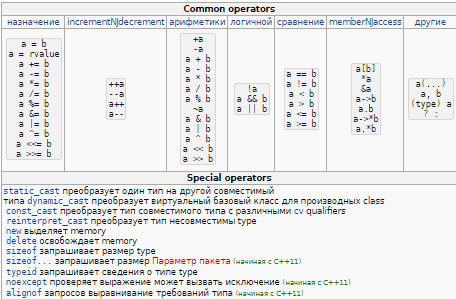 Common operators
назначение incrementNJdecrement арифметики логичной сравнение memberNJaccess другие
a = b
a = rvalue
a += b
a -= b
a *= b
a /= b
a %= b
a &= b
a |= b
a ^= b
a <<= b
a >>= b
++a
--a
a++
a--
+a
-a
a + b
a - b
a * b
a / b
a % b
~a
a & b
a | b
a ^ b
a << b
a >> b
!a
a && b
a || b
a == b
a != b
a < b
a > b
a <= b
a >= b
a[b]
*a
&a
a->b
a.b
a->*b
a.*b
a(...)
a, b
(type) a
? :
Special operators
static_cast преобразует один тип на другой совместимый
типа dynamic_cast преобразует виртуальный базовый класс для производных class
const_cast преобразует тип совместимого типа с различными cv qualifiers
reinterpret_cast преобразует тип несовместимы type
new выделяет memory
delete освобождает memory
sizeof запрашивает размер type
sizeof... запрашивает размер Параметр пакета (начиная с C++11)
typeid запрашивает сведения о типе type
noexcept проверяет выражение может вызвать исключение (начиная с C++11)
alignof запросов выравнивание требований типа (начиная с C++11)